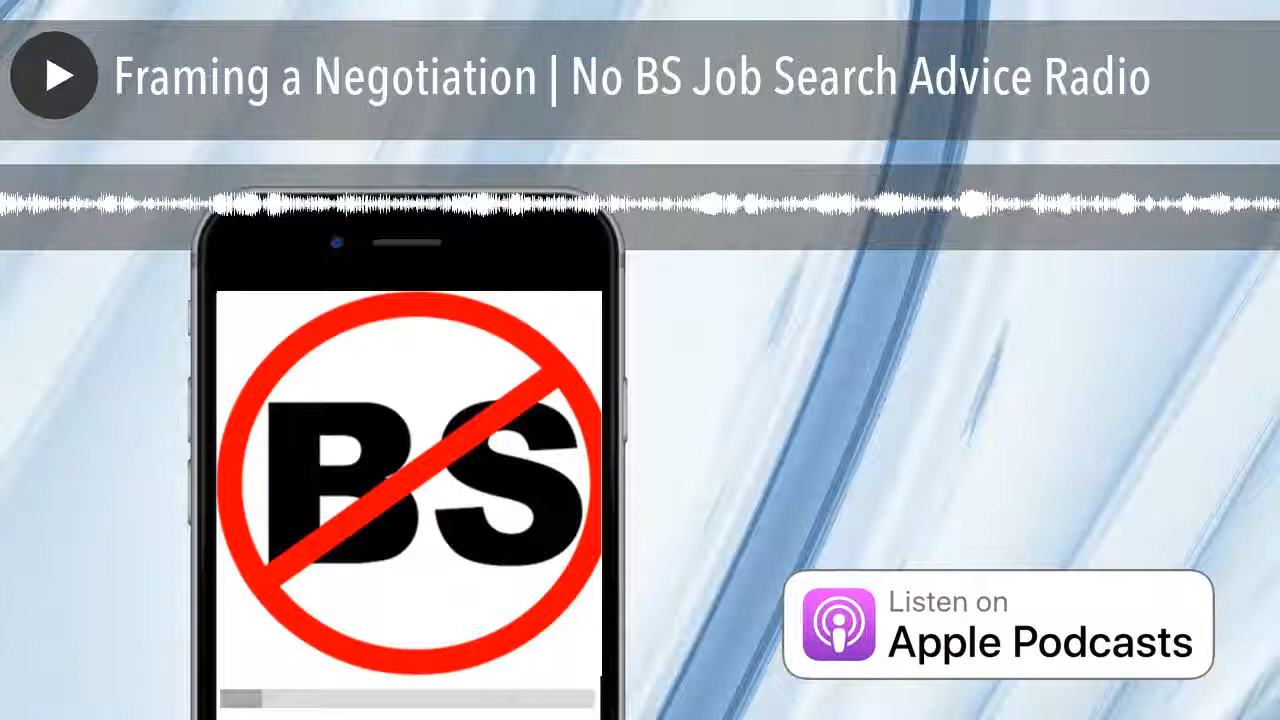 Framing a Negotiation | No BS Job Search Advice Radio
BS
Listen on
Apple Podcasts